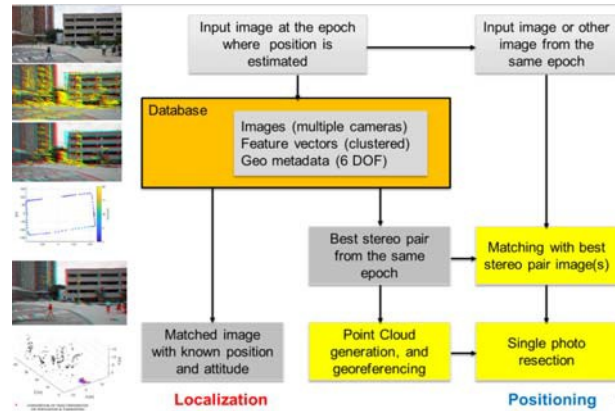 Input image at the epoch
where position is
estimated
Input image or other
image from the same
epoch
Database
Images (multiple cameras)
Feature vectors (clustered)
Geo metadata (6 DOF)
Best stereo pair
from the same
epoch
Matching with best
stereo pair image(s)
Matched image
with known position
and attitude
Point Cloud
generation, and
georeferencing
Single photo
resection
Localization
Positioning